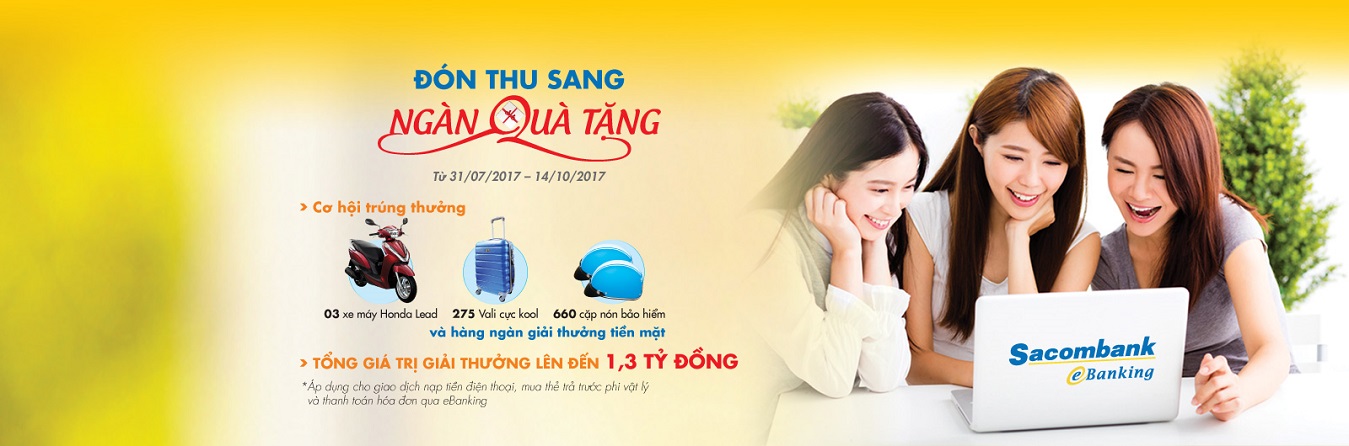 ĐÓN THU SANG
NGÀN QUÀ TẶNG
Từ 31/07/2017 – 14/10/2017
> Cơ hội trúng thưởng
03 xe máy Honda Lead
275 Vali cực kool
660 cặp nón bảo hiểm
và hàng ngàn giải thưởng tiền mặt
> TỔNG GIÁ TRỊ GIẢI THƯỞNG LÊN ĐẾN 1,3 TỶ ĐỒNG
*Áp dụng cho giao dịch nạp tiền điện thoại, mua thẻ trả trước phi vật lý
và thanh toán hóa đơn qua eBanking
Sacombank
eBanking